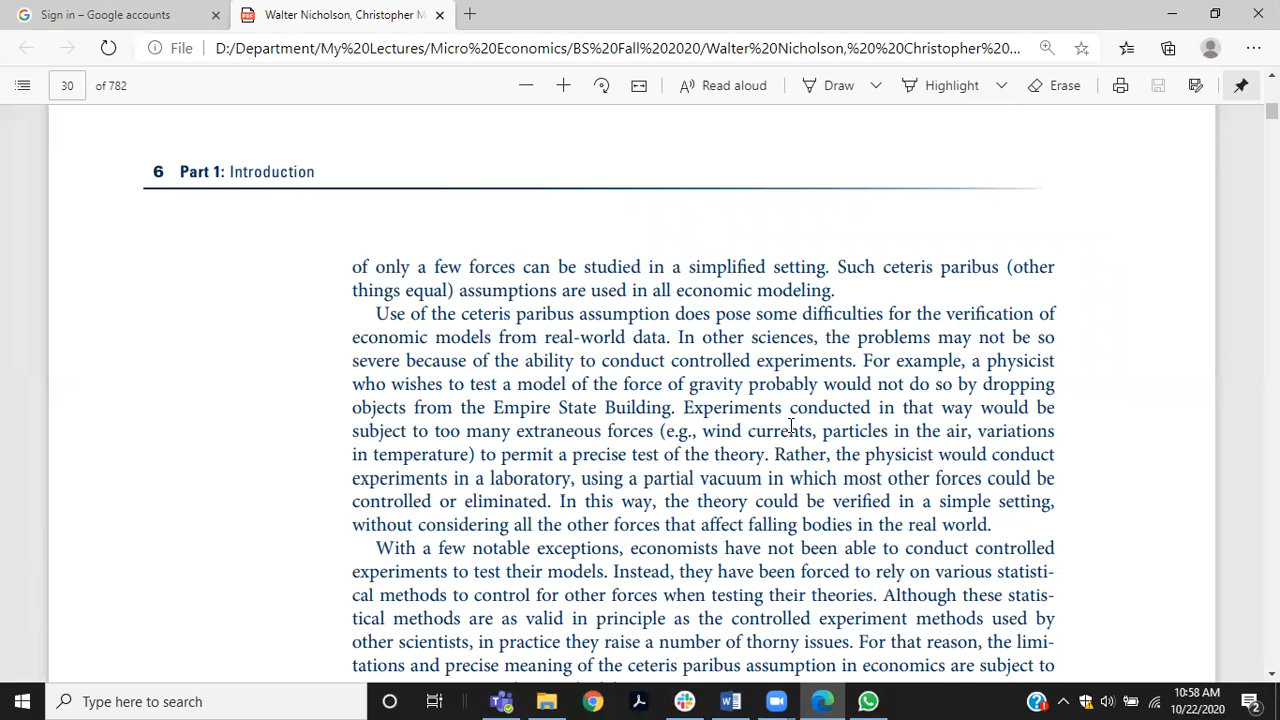 Sign in – Google accounts
Walter Nicholson, Christopher M
File
D:/Department/My%20Lectures/Micro%20Economics/BS%20Fall%202020/Walter%20Nicholson,%20%20Christopher%20...
30 of 782
Read aloud
Draw
Highlight
Erase
6 Part 1: Introduction
of only a few forces can be studied in a simplified setting. Such ceteris paribus (other
things equal) assumptions are used in all economic modeling.
Use of the ceteris paribus assumption does pose some difficulties for the verification of
economic models from real-world data. In other sciences, the problems may not be so
severe because of the ability to conduct controlled experiments. For example, a physicist
who wishes to test a model of the force of gravity probably would not do so by dropping
objects from the Empire State Building. Experiments conducted in that way would be
subject to too many extraneous forces (e.g., wind currents, particles in the air, variations
in temperature) to permit a precise test of the theory. Rather, the physicist would conduct
experiments in a laboratory, using a partial vacuum in which most other forces could be
controlled or eliminated. In this way, the theory could be verified in a simple setting,
without considering all the other forces that affect falling bodies in the real world.
With a few notable exceptions, economists have not been able to conduct controlled
experiments to test their models. Instead, they have been forced to rely on various statisti-
cal methods to control for other forces when testing their theories. Although these statis-
tical methods are as valid in principle as the controlled experiment methods used by
other scientists, in practice they raise a number of thorny issues. For that reason, the limi-
tations and precise meaning of the ceteris paribus assumption in economics are subject to
Type here to search
10:58 AM
10/22/2020
2